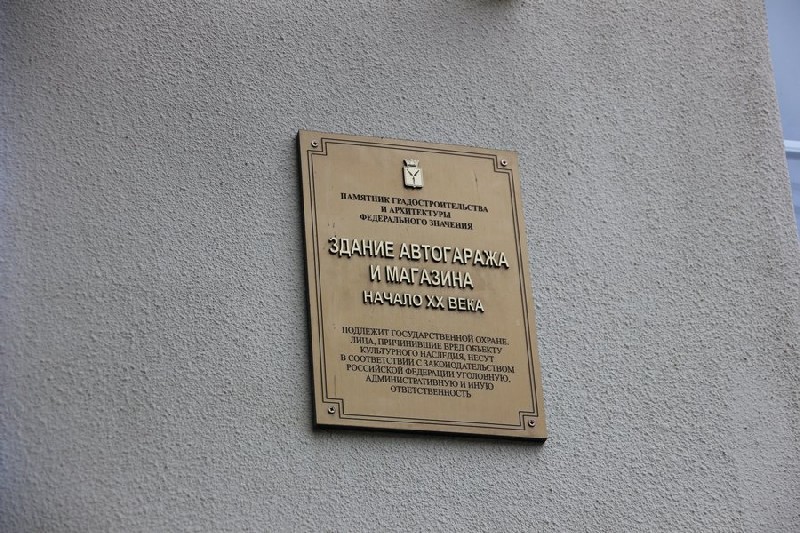 ПАМЯТНИК ГРАДОСТРОИТЕЛЬСТВА
И АРХИТЕКТУРЫ
ФЕДЕРАЛЬНОГО ЗНАЧЕНИЯ
ЗДАНИЕ АВТОГАРАЖА
И МАГАЗИНА
НАЧАЛО XX ВЕКА
ПОДЛЕЖИТ ГОСУДАРСТВЕННОЙ ОХРАНЕ.
ЛИЦА, ПРИЧИНИВШИЕ ВРЕД ОБЪЕКТУ
КУЛЬТУРНОГО НАСЛЕДИЯ, НЕСУТ
В СООТВЕТСТВИИ С ЗАКОНОДАТЕЛЬСТВОМ
РОССИЙСКОЙ ФЕДЕРАЦИИ УГОЛОВНУЮ,
АДМИНИСТРАТИВНУЮ И ИНУЮ
ОТВЕТСТВЕННОСТЬ